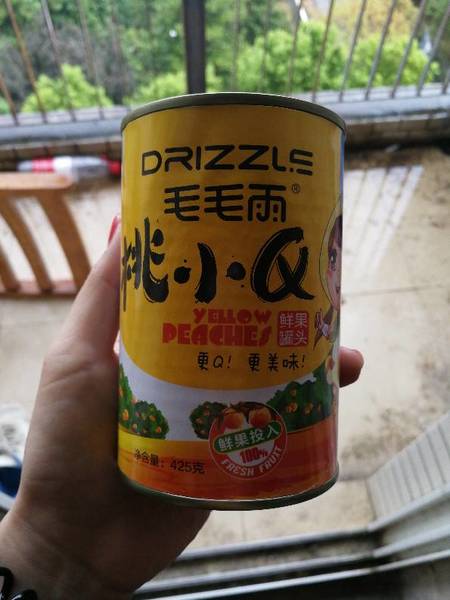 DRIZZLE
毛毛雨®
桃小Q
YELLOW
PEACHES
鲜果
罐头
更Q! 更美味!
鲜果投入
100%
FRESH FRUIT
净含量: 425克